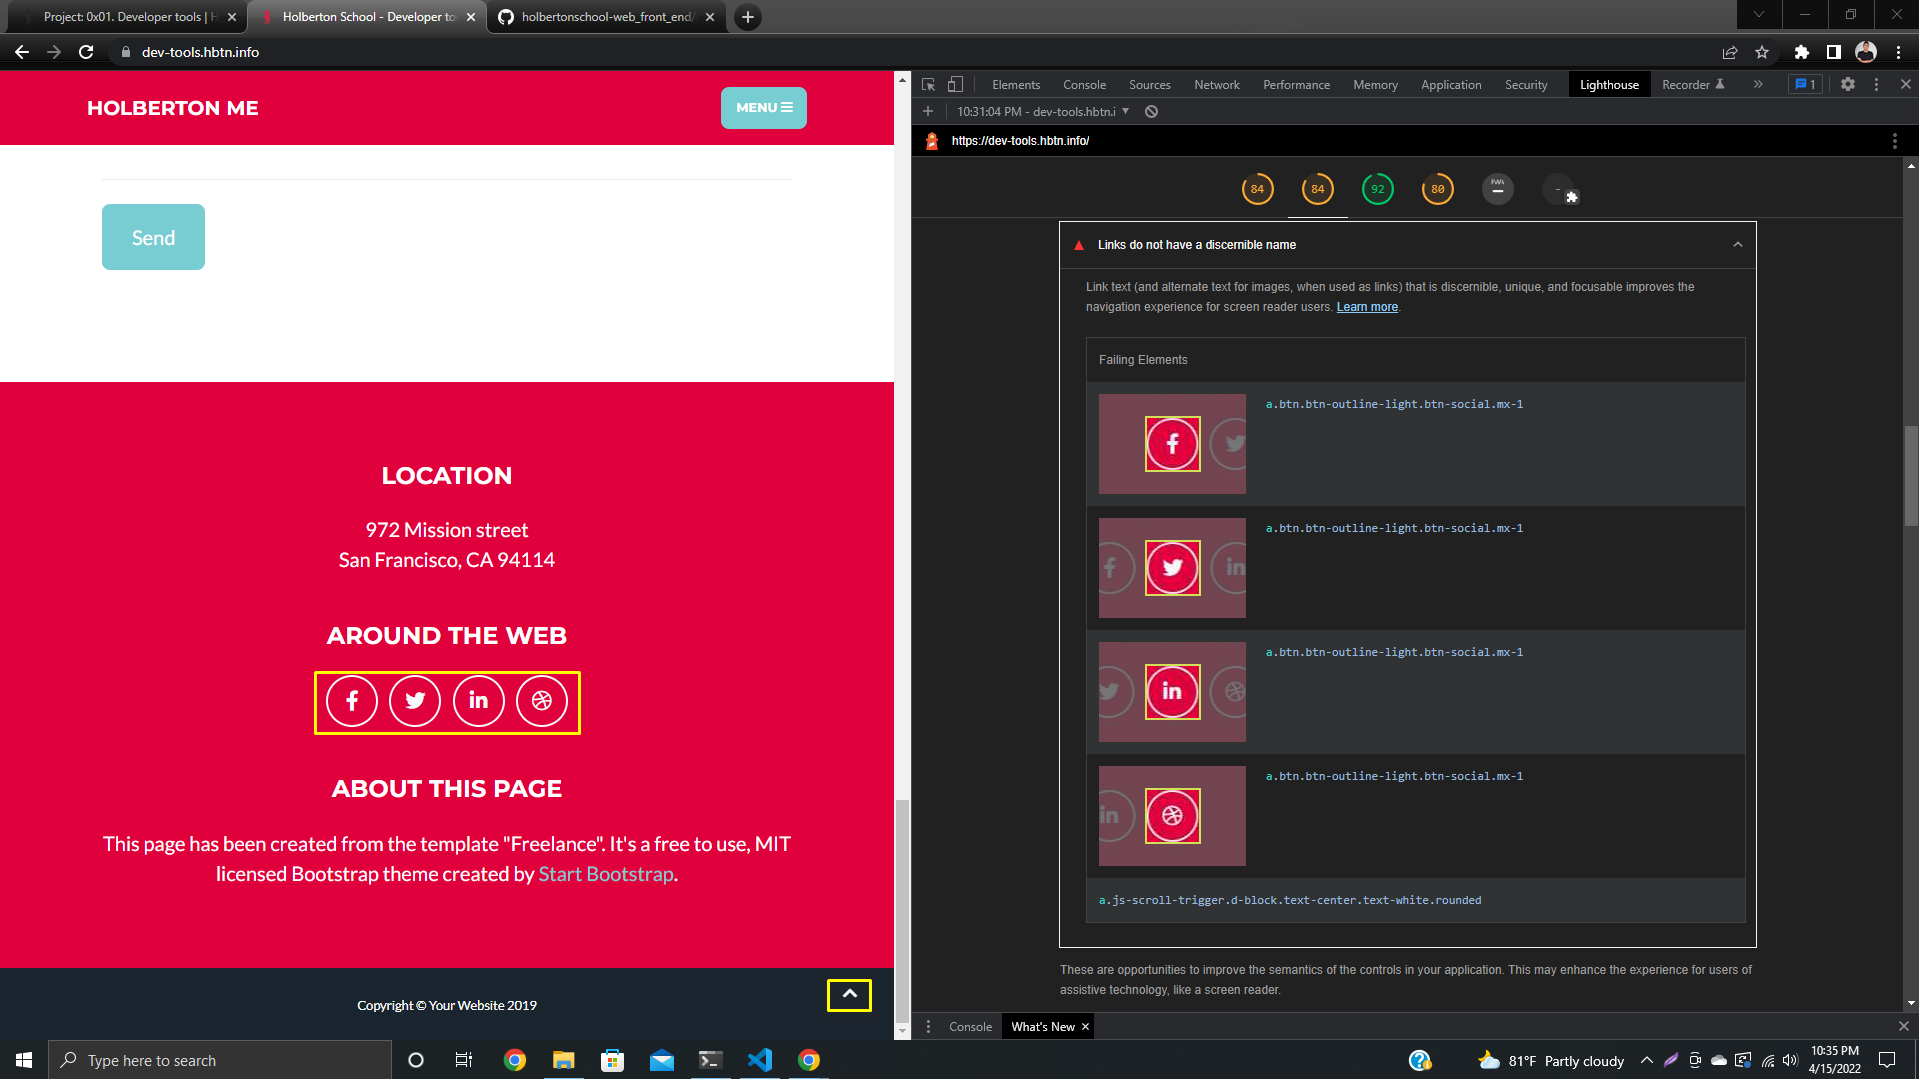 Project: 0x01. Developer tools | H
Holberton School - Developer to
holbertonschool-web_front_end/
dev-tools.hbtn.info
HOLBERTON ME
MENU
Send
LOCATION
972 Mission street
San Francisco, CA 94114
AROUND THE WEB
ABOUT THIS PAGE
This page has been created from the template "Freelance". It's a free to use, MIT
licensed Bootstrap theme created by Start Bootstrap.
Copyright © Your Website 2019
Elements Console Sources Network Performance Memory Application Security Lighthouse Recorder 1
10:31:04 PM - dev-tools.hbtn.i
https://dev-tools.hbtn.info/
84 84 92 80 PWA -
Links do not have a discernible name
Link text (and alternate text for images, when used as links) that is discernible, unique, and focusable improves the
navigation experience for screen reader users. Learn more.
Failing Elements
a.btn.btn-outline-light.btn-social.mx-1
a.btn.btn-outline-light.btn-social.mx-1
a.btn.btn-outline-light.btn-social.mx-1
a.btn.btn-outline-light.btn-social.mx-1
a.js-scroll-trigger.d-block.text-center.text-white.rounded
These are opportunities to improve the semantics of the controls in your application. This may enhance the experience for users of
assistive technology, like a screen reader.
Console What's New
Type here to search
81°F Partly cloudy
10:35 PM
4/15/2022